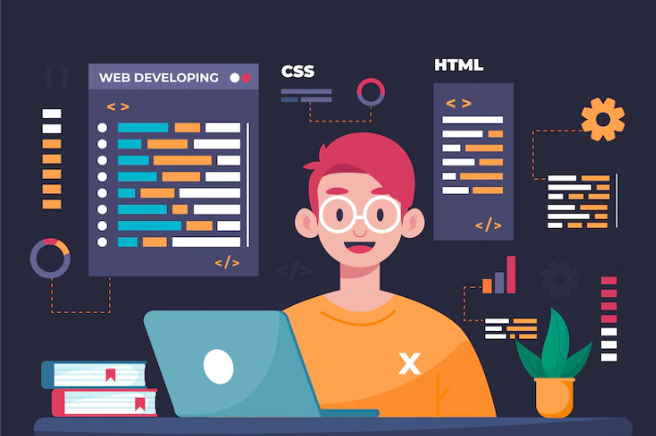 WEB DEVELOPING
CSS
HTML
< >
< >
</>
</>
</>
{ }
X